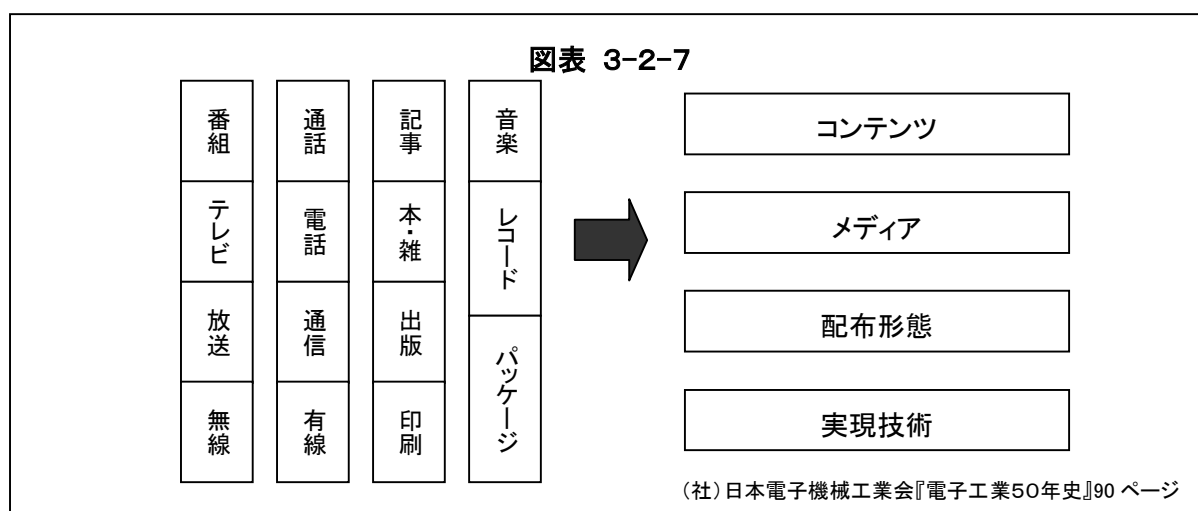 図表 3-2-7
番組
テレビ
放送
無線
通話
電話
通信
有線
記事
本・雑
出版
印刷
音楽
レコード
パッケージ
コンテンツ
メディア
配布形態
実現技術
(社)日本電子機械工業会『電子工業50年史』90 ページ